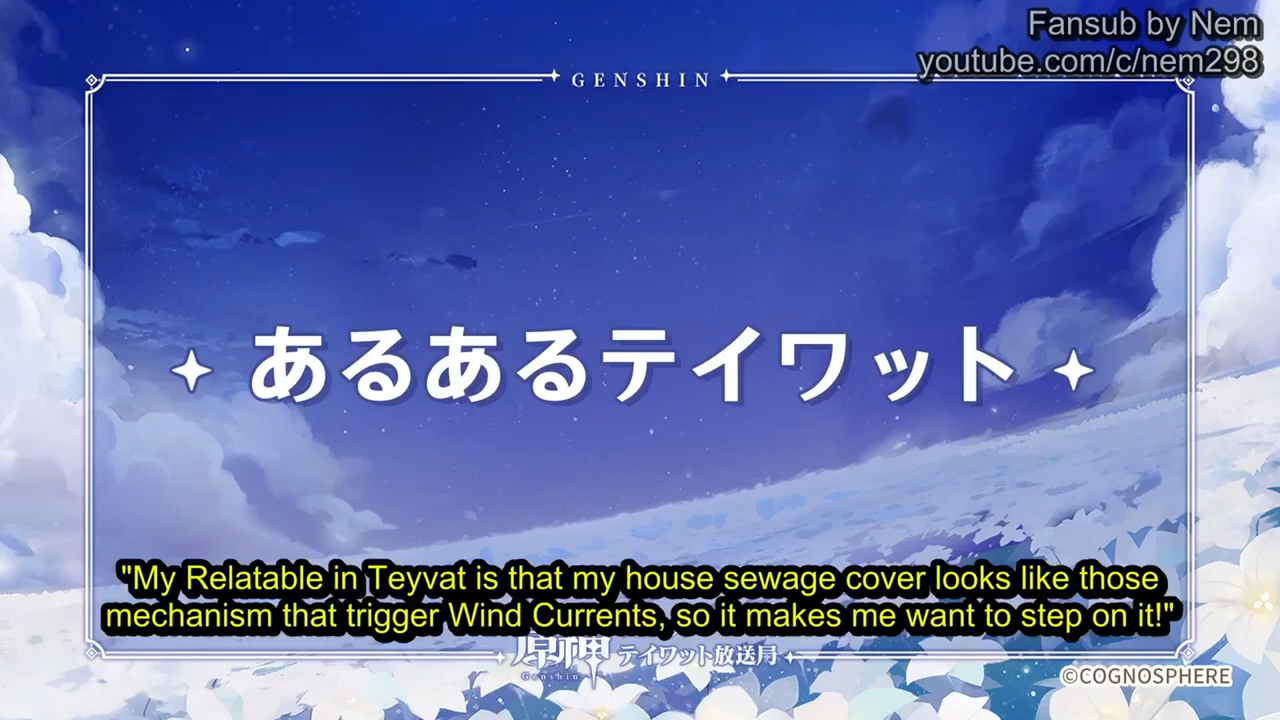 Fansub by Nem
youtube.com/c/nem298
GENSHIN
あるあるテイワット
"My Relatable in Teyvat is that my house sewage cover looks like those
mechanism that trigger Wind Currents, so it makes me want to step on it!"
原神 テイワット放送局
Genshin
©COGNOSPHERE